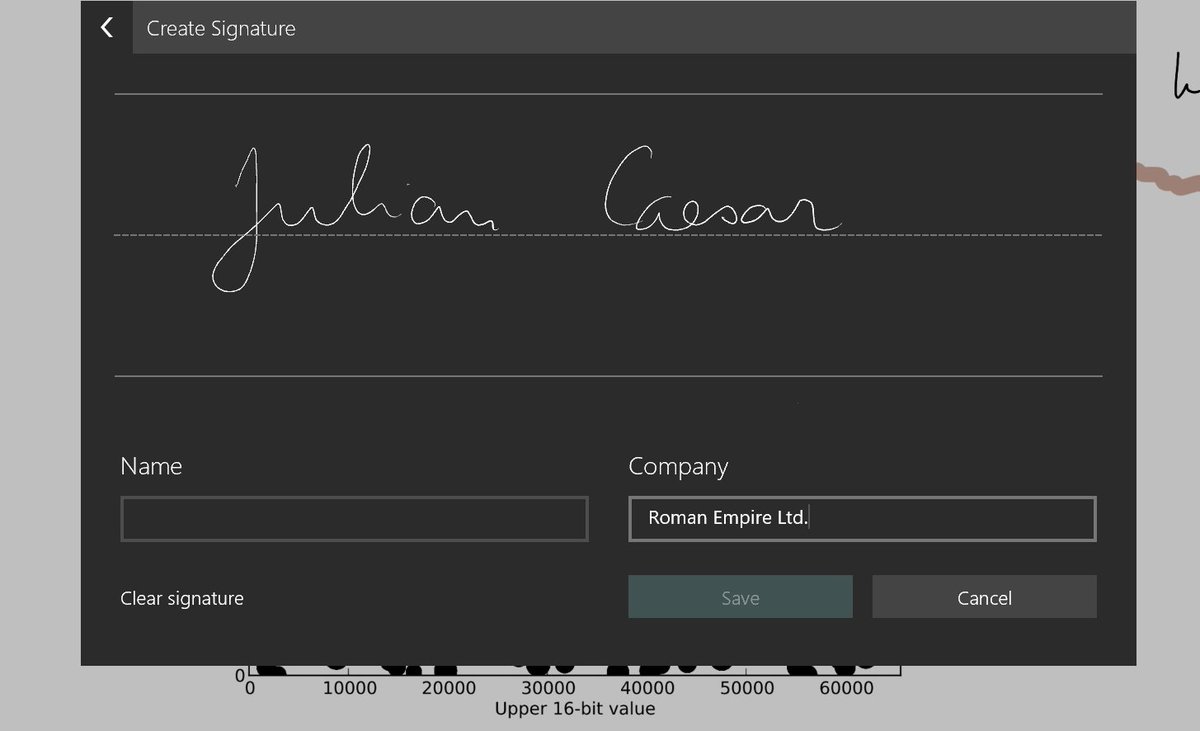 Create Signature
Julian Caesar
Name
Company
Roman Empire Ltd.
Clear signature
Save
Cancel
0
0 10000 20000 30000 40000 50000 60000
Upper 16-bit value